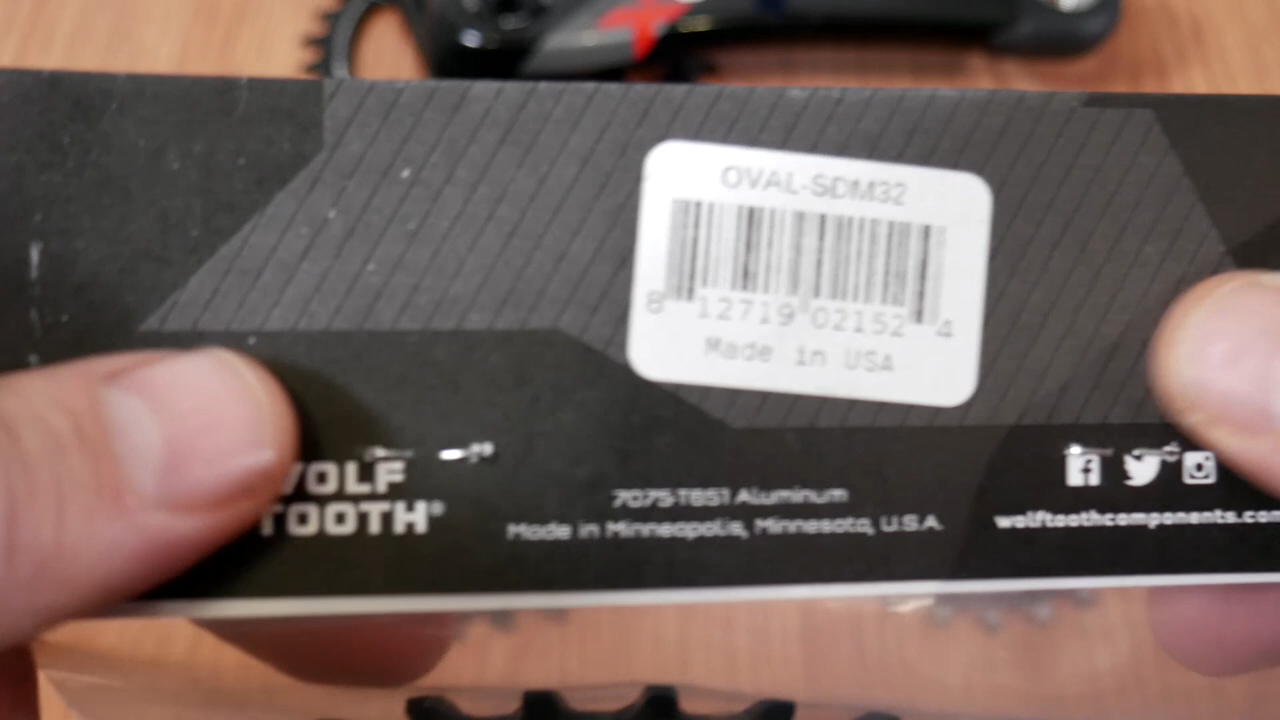 OVAL-SDM32
8 12719 02152 4
Made in USA
WOLF
TOOTH®
7075-T651 Aluminum
Made in Minneapolis, Minnesota, U.S.A.
wolftoothcomponents.com